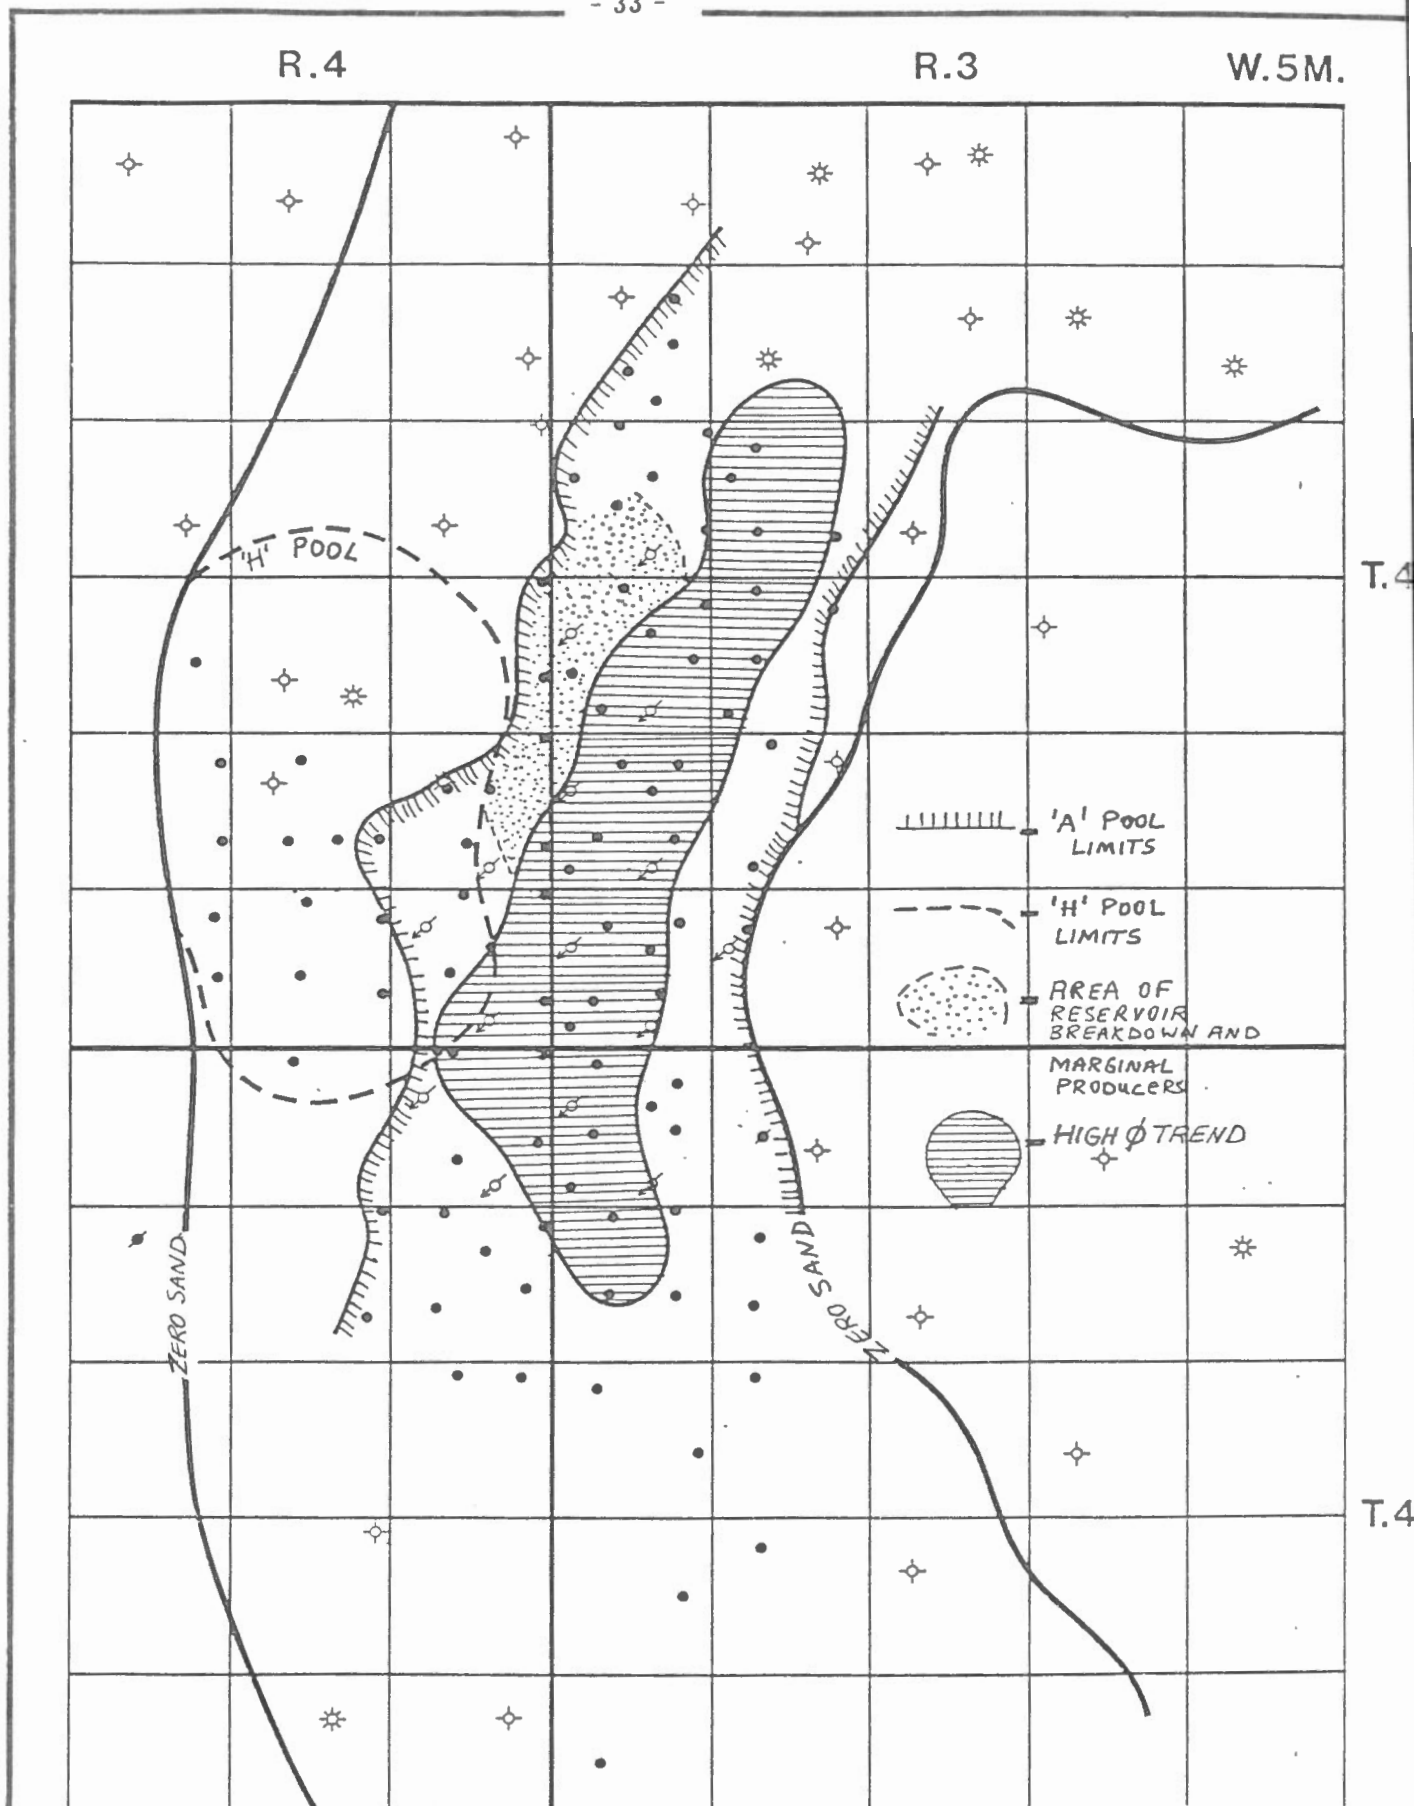 - 33 -
R.4
R.3
W.5M.
'H' POOL
T.4
'A' POOL
LIMITS
'H' POOL
LIMITS
AREA OF
RESERVOIR
BREAKDOWN AND
MARGINAL
PRODUCERS
HIGH ϕ TREND
ZERO SAND
ZERO SAND
T.4